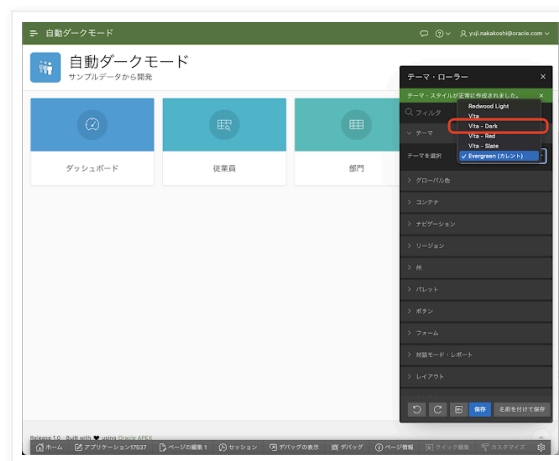 自動ダークモード
yuji.nakakoshi@oracle.com
自動ダークモード
サンプルデータから開発
ダッシュボード
従業員
部門
テーマ・ローラー
テーマ・スタイルが正常に作成されました。
フィルタ
Redwood Light
Vita
Vita - Dark
Vita - Red
Vita - Slate
Evergreen (カレント)
テーマ
テーマを選択
グローバル色
コンテナ
ナビゲーション
リージョン
州
パレット
ボタン
フォーム
対話モード・レポート
レイアウト
保存
名前を付けて保存
Release 1.0 Built with ♥ using Oracle APEX
ホーム
アプリケーション17637
ページの編集 1
セッション
デバッグの表示
デバッグ
ページ情報
クイック編集
カスタマイズ